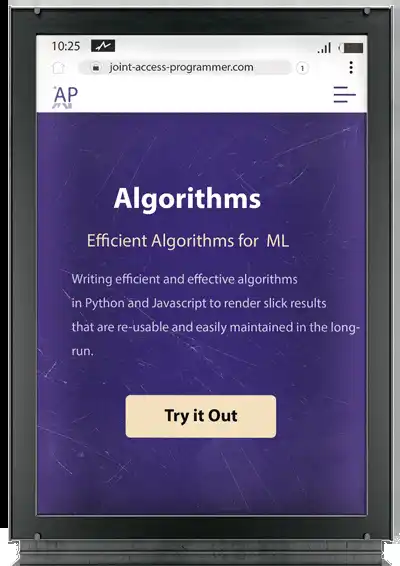 10:25
joint-access-programmer.com
1
AP
Algorithms
Efficient Algorithms for ML
Writing efficient and effective algorithms
in Python and Javascript to render slick results
that are re-usable and easily maintained in the long-
run.
Try it Out